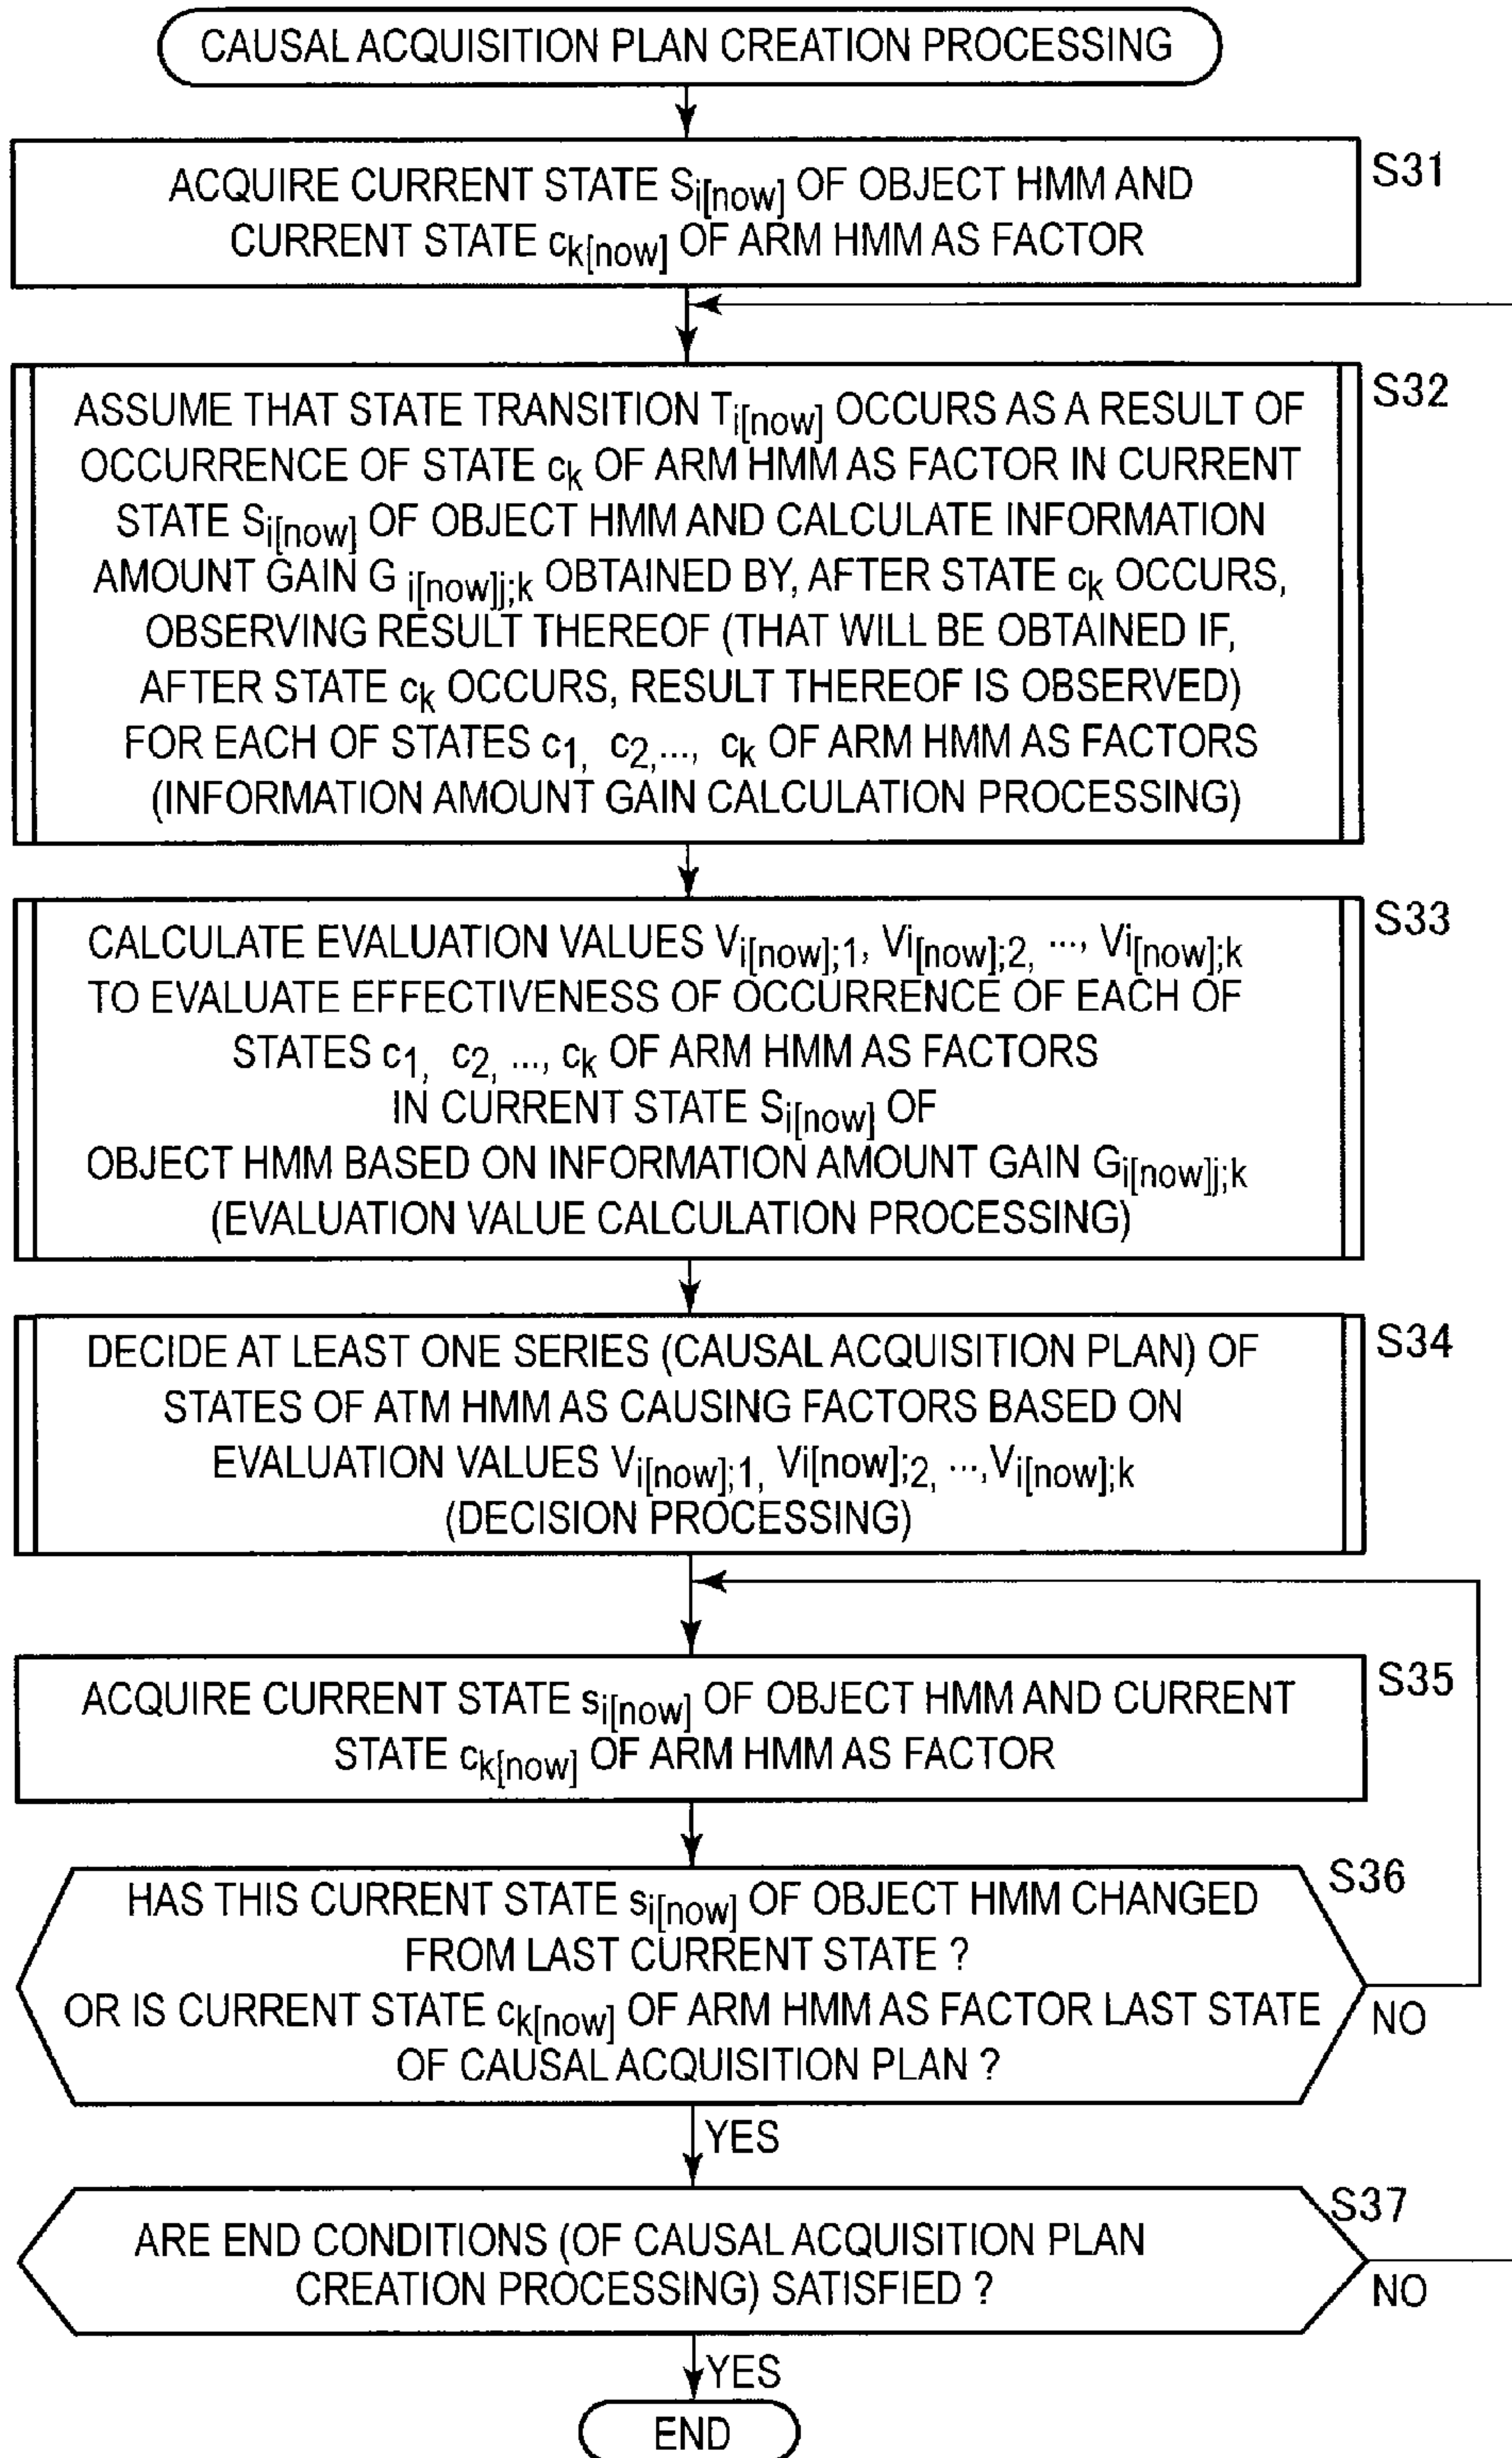 CAUSAL ACQUISITION PLAN CREATION PROCESSING
S31
ACQUIRE CURRENT STATE Si[now] OF OBJECT HMM AND
CURRENT STATE ck[now] OF ARM HMM AS FACTOR
S32
ASSUME THAT STATE TRANSITION Ti[now] OCCURS AS A RESULT OF
OCCURRENCE OF STATE ck OF ARM HMM AS FACTOR IN CURRENT
STATE Si[now] OF OBJECT HMM AND CALCULATE INFORMATION
AMOUNT GAIN G i[now]j;k OBTAINED BY, AFTER STATE ck OCCURS,
OBSERVING RESULT THEREOF (THAT WILL BE OBTAINED IF,
AFTER STATE ck OCCURS, RESULT THEREOF IS OBSERVED)
FOR EACH OF STATES c1, c2,..., ck OF ARM HMM AS FACTORS
(INFORMATION AMOUNT GAIN CALCULATION PROCESSING)
S33
CALCULATE EVALUATION VALUES Vi[now];1, Vi[now];2, ..., Vi[now];k
TO EVALUATE EFFECTIVENESS OF OCCURRENCE OF EACH OF
STATES c1, c2, ..., ck OF ARM HMM AS FACTORS
IN CURRENT STATE Si[now] OF
OBJECT HMM BASED ON INFORMATION AMOUNT GAIN Gi[now]j;k
(EVALUATION VALUE CALCULATION PROCESSING)
S34
DECIDE AT LEAST ONE SERIES (CAUSAL ACQUISITION PLAN) OF
STATES OF ATM HMM AS CAUSING FACTORS BASED ON
EVALUATION VALUES Vi[now];1, Vi[now];2, ...,Vi[now];k
(DECISION PROCESSING)
S35
ACQUIRE CURRENT STATE si[now] OF OBJECT HMM AND CURRENT
STATE ck[now] OF ARM HMM AS FACTOR
S36
HAS THIS CURRENT STATE si[now] OF OBJECT HMM CHANGED
FROM LAST CURRENT STATE ?
OR IS CURRENT STATE ck[now] OF ARM HMM AS FACTOR LAST STATE
OF CAUSAL ACQUISITION PLAN ?
NO
YES
S37
ARE END CONDITIONS (OF CAUSAL ACQUISITION PLAN
CREATION PROCESSING) SATISFIED ?
NO
YES
END